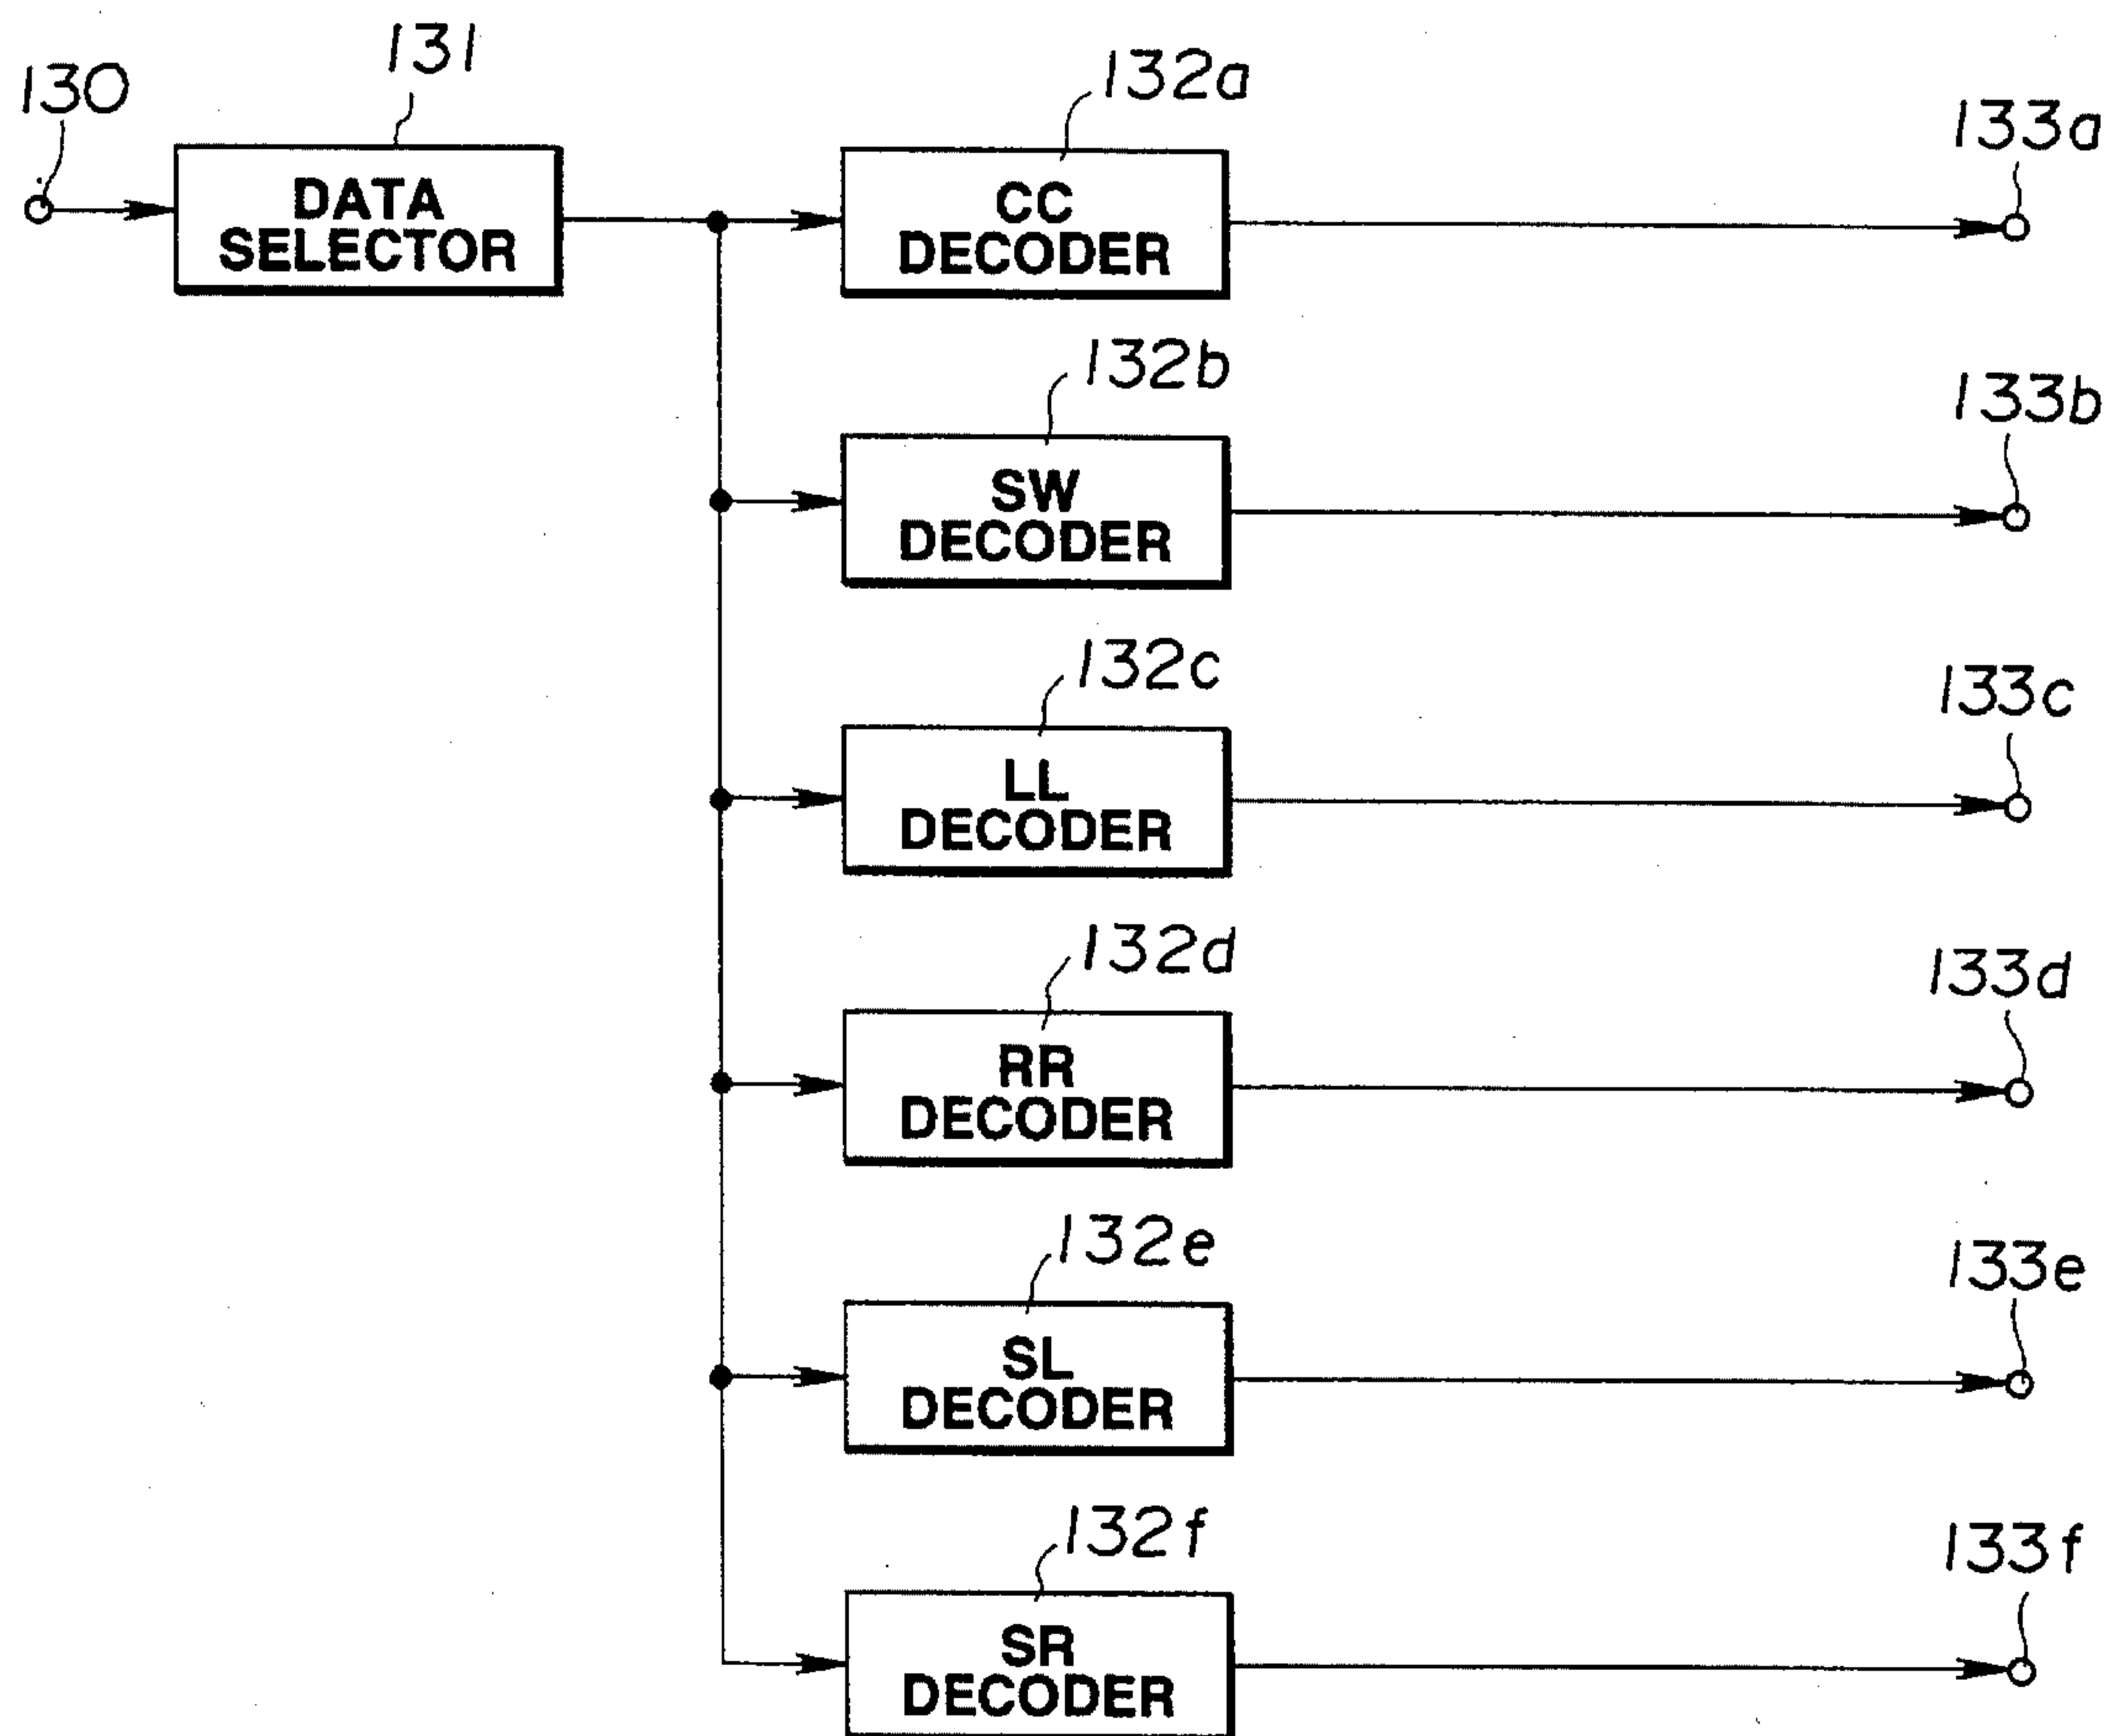 130
131
132a
133a
DATA
SELECTOR
CC
DECODER
132b
133b
SW
DECODER
132c
133c
LL
DECODER
132d
133d
RR
DECODER
132e
133e
SL
DECODER
132f
133f
SR
DECODER